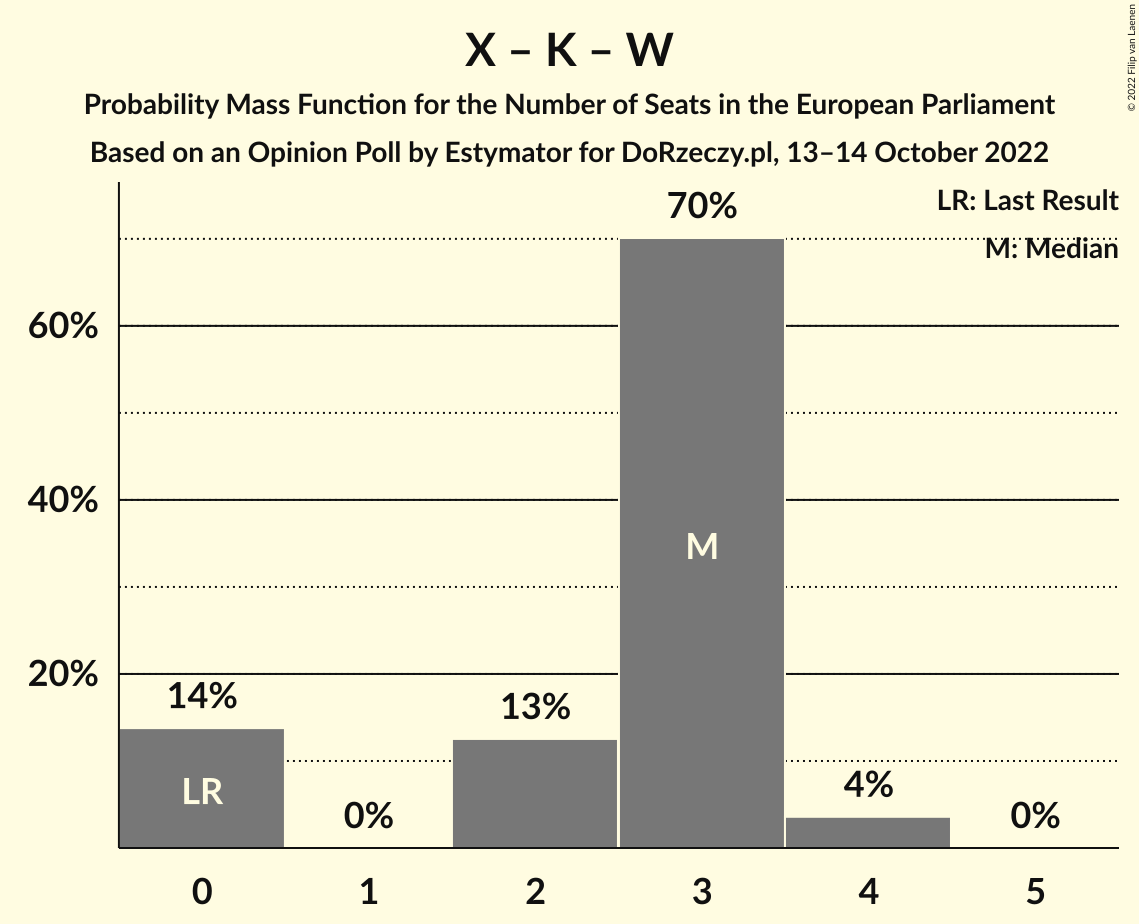 X – K – W
Probability Mass Function for the Number of Seats in the European Parliament
Based on an Opinion Poll by Estymator for DoRzeczy.pl, 13–14 October 2022
© 2022 Filip van Laenen
LR: Last Result
M: Median
70%
60%
40%
M
20%
14%
13%
LR
0%
4%
0%
0 1 2 3 4 5